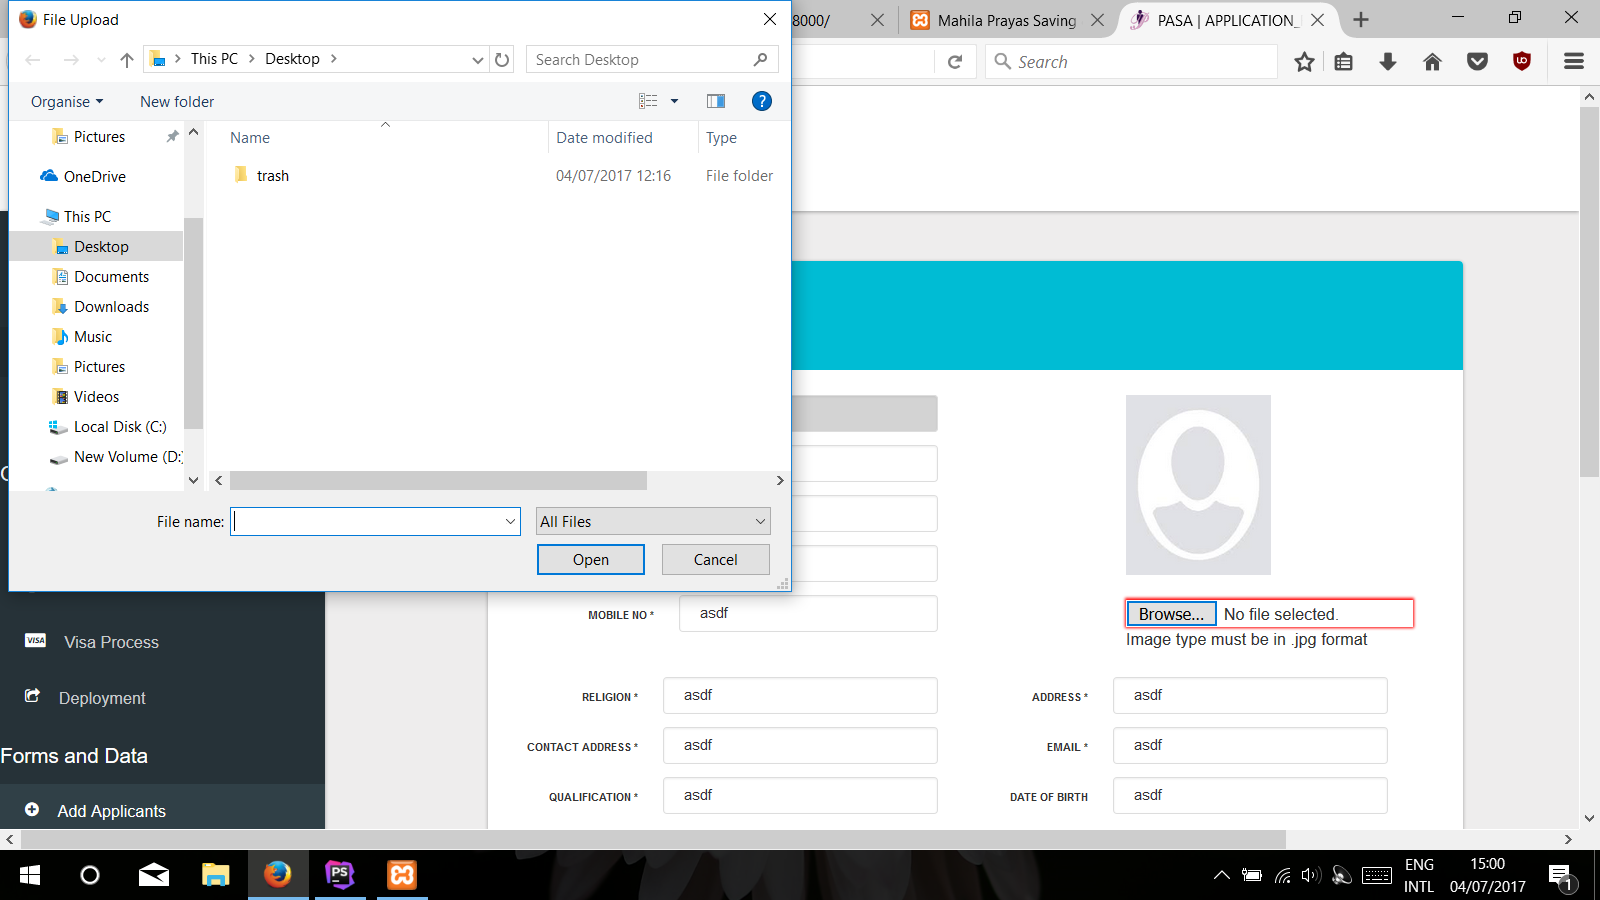 File Upload
8000/
Mahila Prayas Saving
PASA | APPLICATION_
This PC
Desktop
Search Desktop
Search
Organise
New folder
Pictures
OneDrive
This PC
Desktop
Documents
Downloads
Music
Pictures
Videos
Local Disk (C:)
New Volume (D:)
Name
Date modified
Type
trash
04/07/2017 12:16
File folder
File name:
All Files
Open
Cancel
VISA
Visa Process
Deployment
Forms and Data
Add Applicants
MOBILE NO *
asdf
Browse...
No file selected.
Image type must be in .jpg format
RELIGION *
asdf
ADDRESS *
asdf
CONTACT ADDRESS *
asdf
EMAIL *
asdf
QUALIFICATION *
asdf
DATE OF BIRTH
asdf
PS
ENG
INTL
15:00
04/07/2017
1